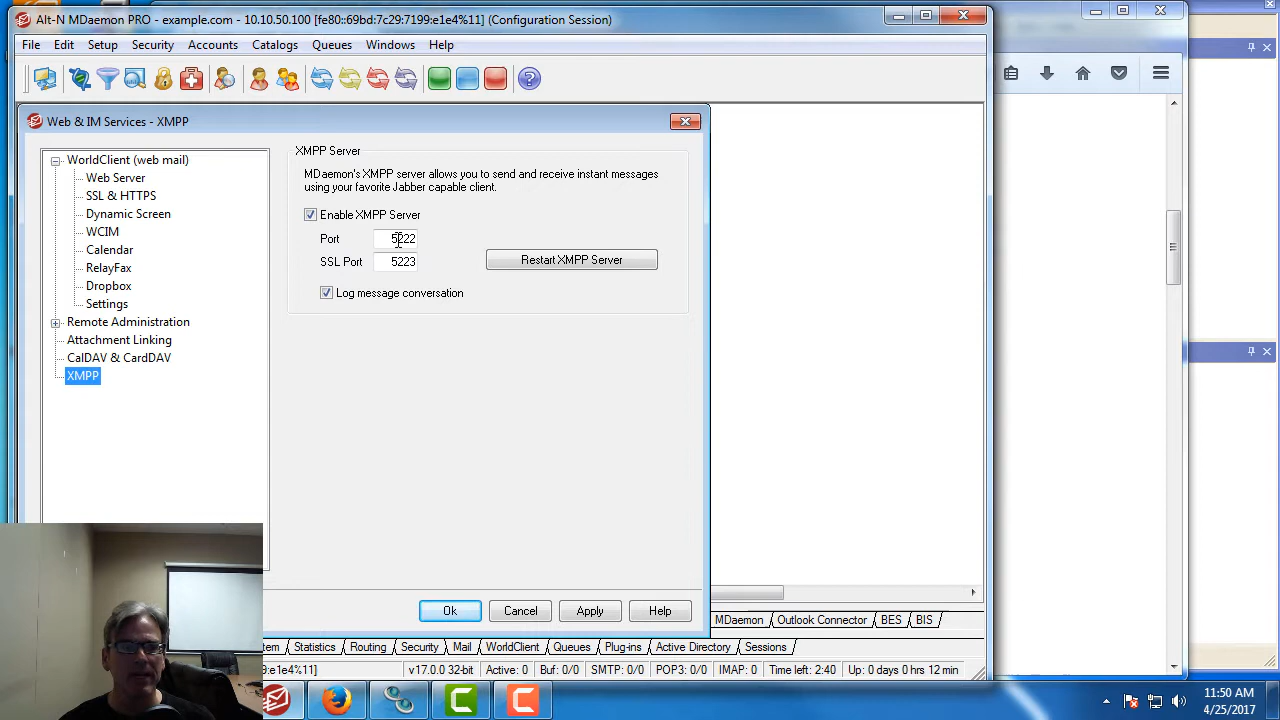 Alt-N MDaemon PRO - example.com - 10.10.50.100 [fe80::69bd:7c29:7199:e1e4%11] (Configuration Session)
File Edit Setup Security Accounts Catalogs Queues Windows Help
Web & IM Services - XMPP
WorldClient (web mail)
Web Server
SSL & HTTPS
Dynamic Screen
WCIM
Calendar
RelayFax
Dropbox
Settings
Remote Administration
Attachment Linking
CalDAV & CardDAV
XMPP
XMPP Server
MDaemon's XMPP server allows you to send and receive instant messages
using your favorite Jabber capable client.
Enable XMPP Server
Port 5222
SSL Port 5223
Restart XMPP Server
Log message conversation
Ok Cancel Apply Help
MDaemon Outlook Connector BES BIS
Statistics Routing Security Mail WorldClient Queues Plug-ins Active Directory Sessions
e1e4%11] v17.0.0 32-bit Active: 0 Buf: 0/0 SMTP: 0/0 POP3: 0/0 IMAP: 0 Time left: 2:40 Up: 0 days 0 hrs 12 min
11:50 AM
4/25/2017